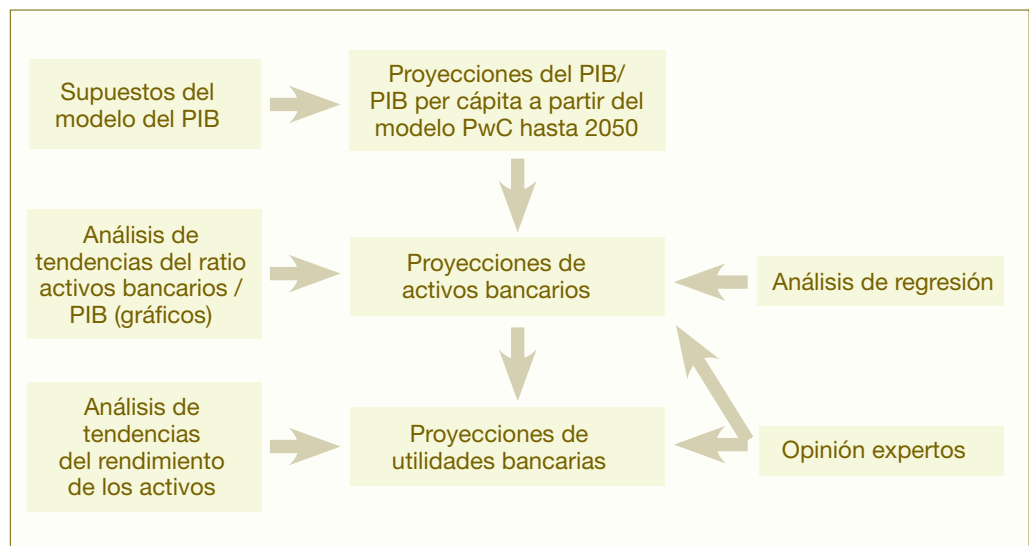 Supuestos del
modelo del PIB
Proyecciones del PIB/
PIB per cápita a partir del
modelo PwC hasta 2050
Análisis de
tendencias del ratio
activos bancarios /
PIB (gráficos)
Proyecciones de
activos bancarios
Análisis de regresión
Análisis de
tendencias
del rendimiento
de los activos
Proyecciones de
utilidades bancarias
Opinión expertos